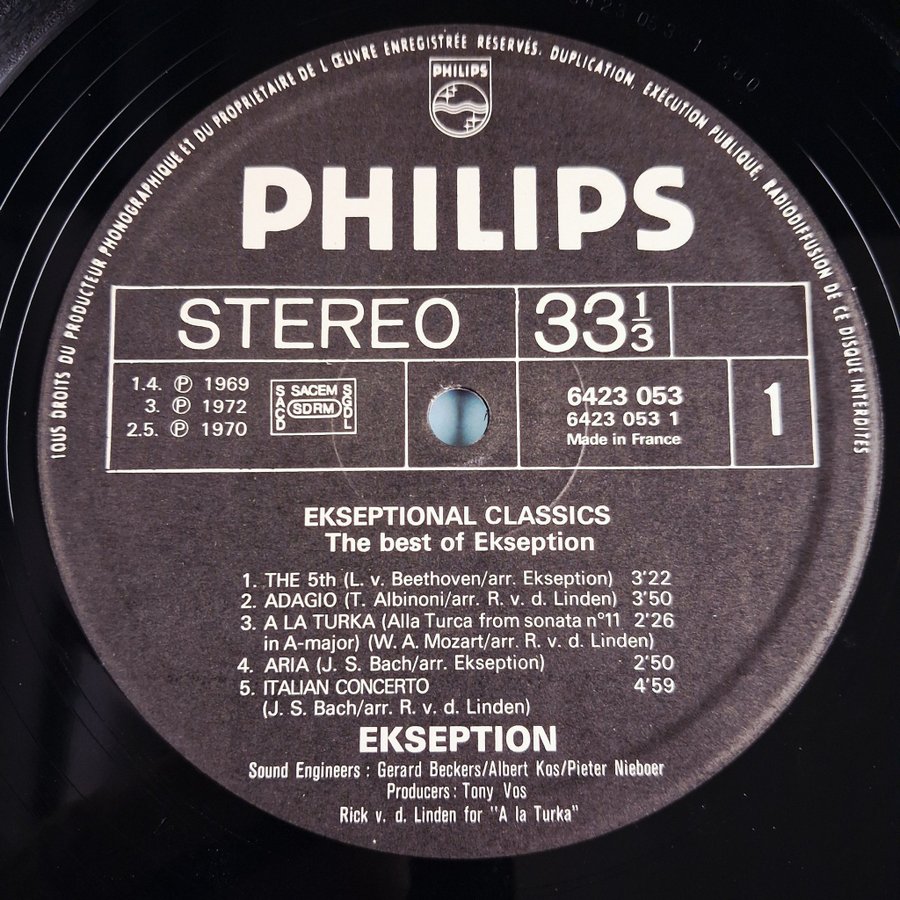 TOUS DROITS DU PRODUCTEUR PHONOGRAPHIQUE ET DU PROPRIÉTAIRE DE L'ŒUVRE ENREGISTRÉE RÉSERVÉS. DUPLICATION, EXÉCUTION PUBLIQUE, RADIODIFFUSION DE CE DISQUE INTERDITES
PHILIPS
PHILIPS
STEREO 33 1/3
1.4. ℗ 1969
3. ℗ 1972
2.5. ℗ 1970
SACEM
SACD
SDRM
SGDL
6423 053
6423 053 1
Made in France
1
EKSEPTIONAL CLASSICS
The best of Ekseption
1. THE 5th (L. v. Beethoven/arr. Ekseption) 3'22
2. ADAGIO (T. Albinoni/arr. R. v. d. Linden) 3'50
3. A LA TURKA (Alla Turca from sonata n°11 2'26
in A-major) (W. A. Mozart/arr. R. v. d. Linden)
4. ARIA (J. S. Bach/arr. Ekseption) 2'50
5. ITALIAN CONCERTO 4'59
(J. S. Bach/arr. R. v. d. Linden)
EKSEPTION
Sound Engineers : Gerard Beckers/Albert Kos/Pieter Nieboer
Producers : Tony Vos
Rick v. d. Linden for "A la Turka"